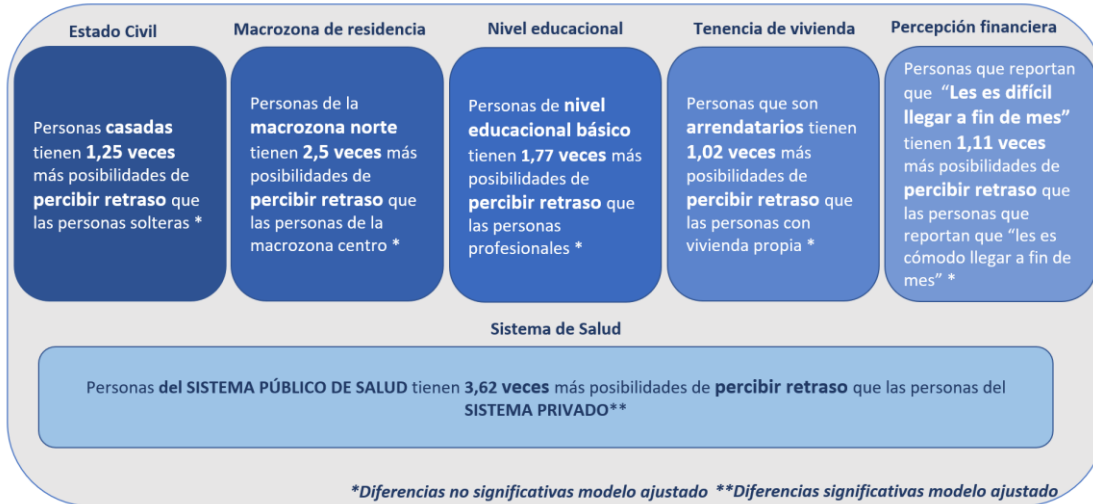 Estado Civil
Personas casadas
tienen 1,25 veces
más posibilidades de
percibir retraso que
las personas solteras *
Macrozona de residencia
Personas de la
macrozona norte
tienen 2,5 veces más
posibilidades de
percibir retraso que
las personas de la
macrozona centro *
Nivel educacional
Personas de nivel
educacional básico
tienen 1,77 veces más
posibilidades de
percibir retraso que
las personas
profesionales *
Tenencia de vivienda
Personas que son
arrendatarios tienen
1,02 veces más
posibilidades de
percibir retraso que
las personas con
vivienda propia *
Percepción financiera
Personas que reportan
que “Les es difícil
llegar a fin de mes”
tienen 1,11 veces
más posibilidades de
percibir retraso que
las personas que
reportan que “les es
cómodo llegar a fin de
mes” *
Sistema de Salud
Personas del SISTEMA PÚBLICO DE SALUD tienen 3,62 veces más posibilidades de percibir retraso que las personas del
SISTEMA PRIVADO**
*Diferencias no significativas modelo ajustado **Diferencias significativas modelo ajustado